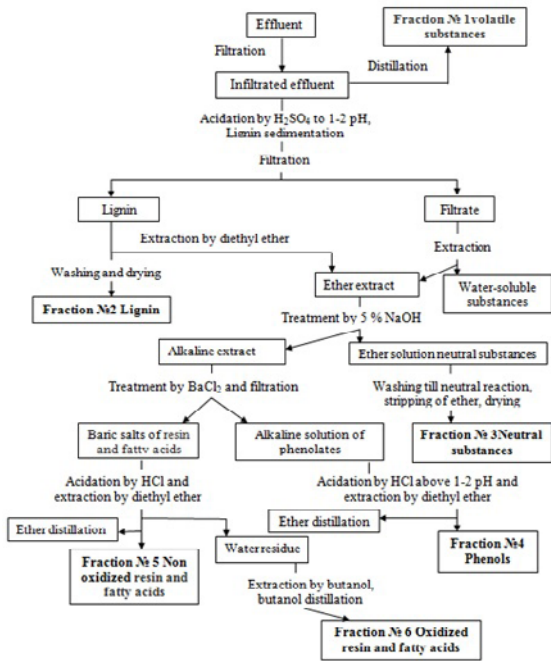 Effluent
Fraction № 1 volatile
substances
Filtration
Distillation
Infiltrated effluent
Acidation by H₂SO₄ to 1-2 pH,
Lignin sedimentation
Filtration
Lignin
Filtrate
Extraction by diethyl ether
Extraction
Washing and drying
Ether extract
Water-soluble
substances
Fraction №2 Lignin
Treatment by 5 % NaOH
Alkaline extract
Ether solution neutral substances
Treatment by BaCl₂ and filtration
Washing till neutral reaction,
stripping of ether, drying
Baric salts of resin
and fatty acids
Alkaline solution of
phenolates
Fraction № 3Neutral
substances
Acidation by HCl and
extraction by diethyl ether
Acidation by HCl above 1-2 pH and
extraction by diethyl ether
Ether distillation
Ether distillation
Water residue
Fraction №4
Phenols
Fraction № 5 Non
oxidized resin and
fatty acids
Extraction by butanol,
butanol distillation
Fraction № 6 Oxidized
resin and fatty acids